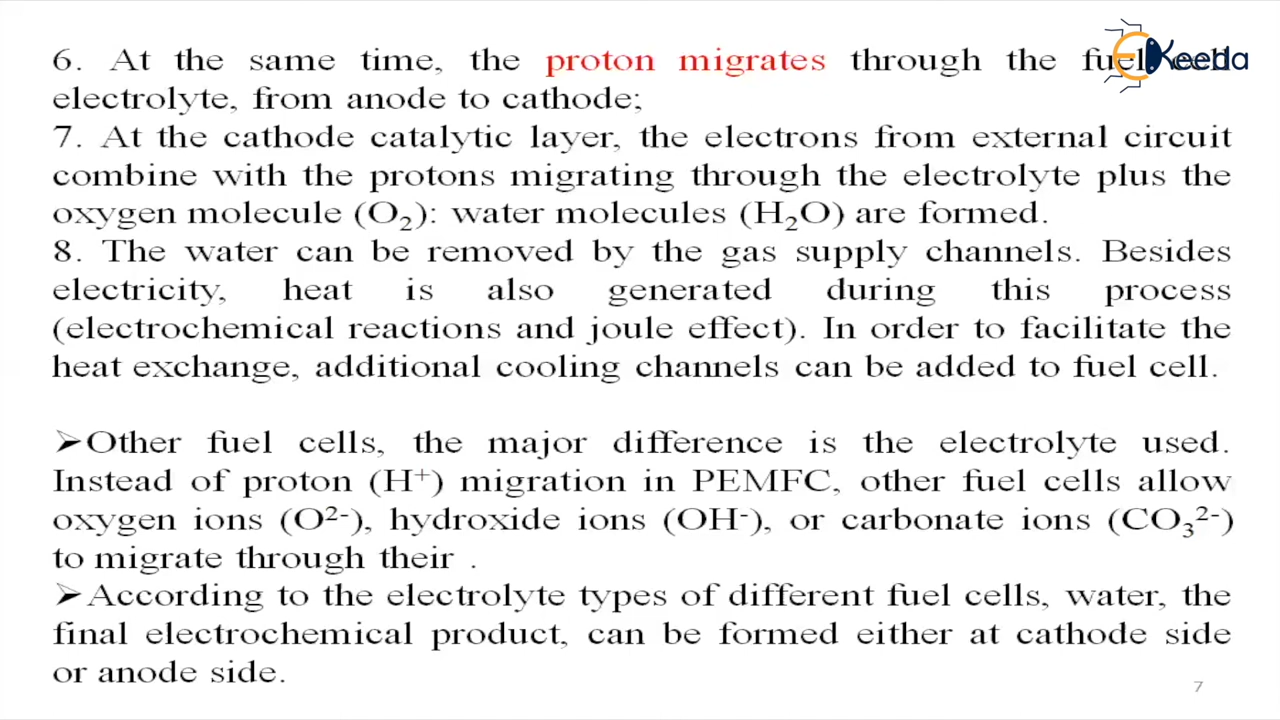 6. At the same time, the proton migrates through the fuel cell
electrolyte, from anode to cathode;
7. At the cathode catalytic layer, the electrons from external circuit
combine with the protons migrating through the electrolyte plus the
oxygen molecule (O₂): water molecules (H₂O) are formed.
8. The water can be removed by the gas supply channels. Besides
electricity, heat is also generated during this process
(electrochemical reactions and joule effect). In order to facilitate the
heat exchange, additional cooling channels can be added to fuel cell.
➢Other fuel cells, the major difference is the electrolyte used.
Instead of proton (H⁺) migration in PEMFC, other fuel cells allow
oxygen ions (O²⁻), hydroxide ions (OH⁻), or carbonate ions (CO₃²⁻)
to migrate through their .
➢According to the electrolyte types of different fuel cells, water, the
final electrochemical product, can be formed either at cathode side
or anode side.
7
Keeda